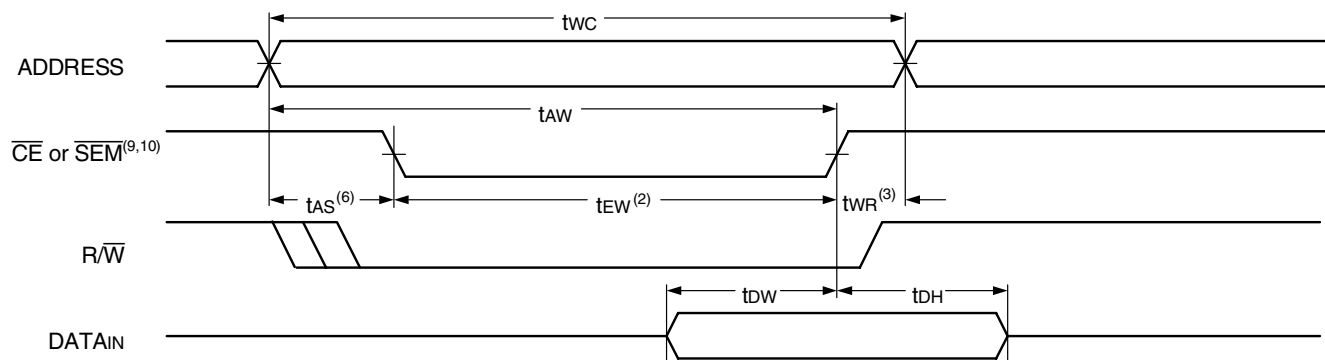 tWC
ADDRESS
tAW
CE or SEM(9,10)
tAS(6)
tEW(2)
tWR(3)
R/W
tDW
tDH
DATAIN